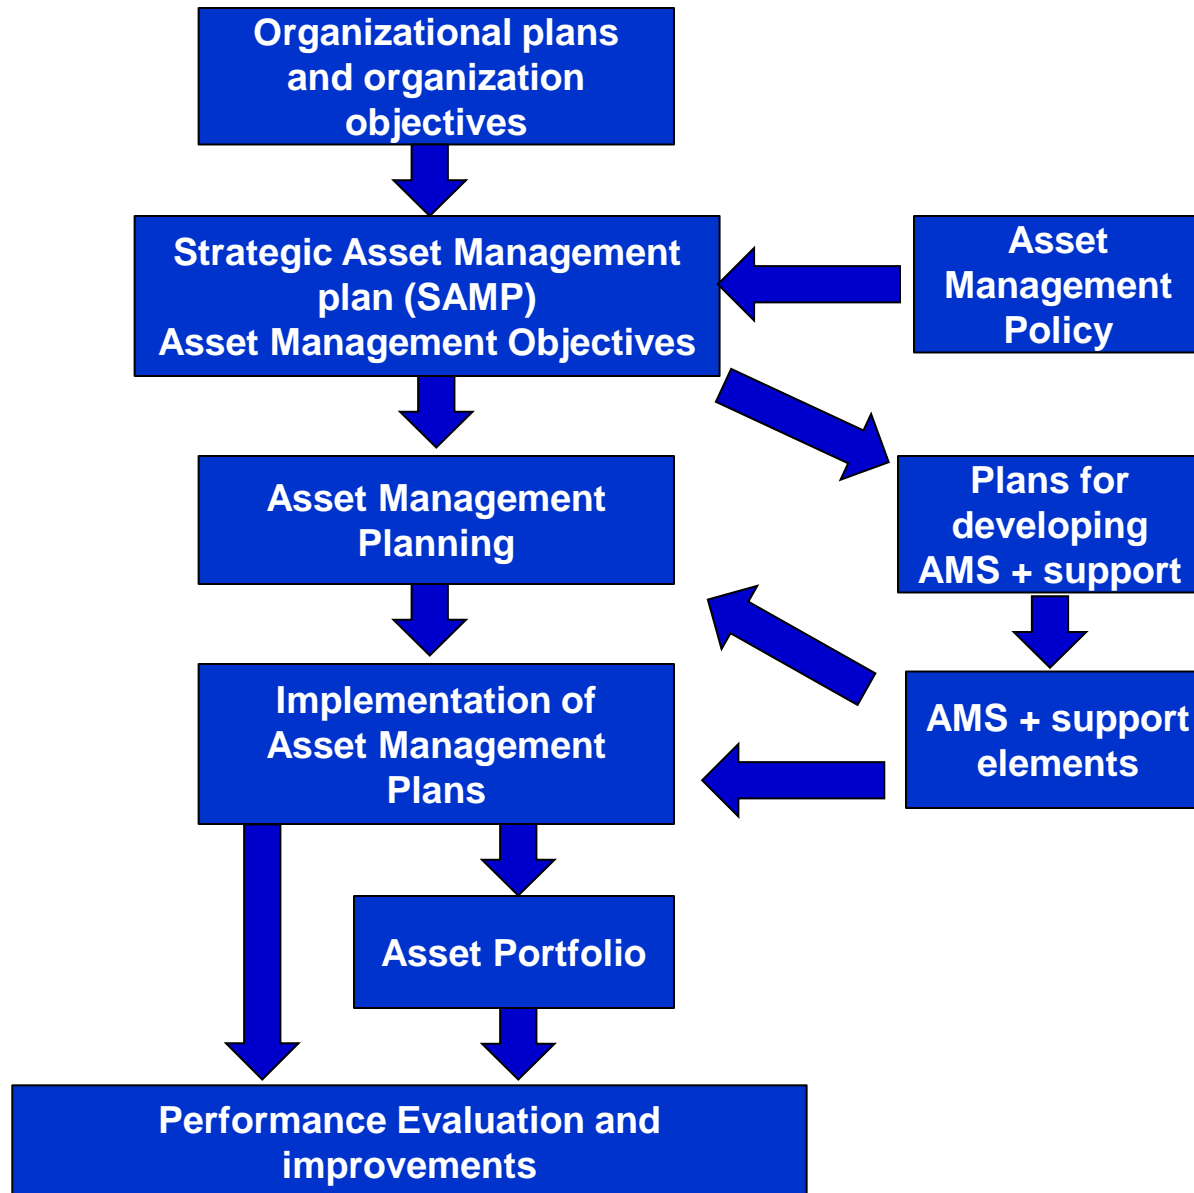 Organizational plans
and organization
objectives
Strategic Asset Management
plan (SAMP)
Asset Management Objectives
Asset
Management
Policy
Asset Management
Planning
Plans for
developing
AMS + support
Implementation of
Asset Management
Plans
AMS + support
elements
Asset Portfolio
Performance Evaluation and
improvements